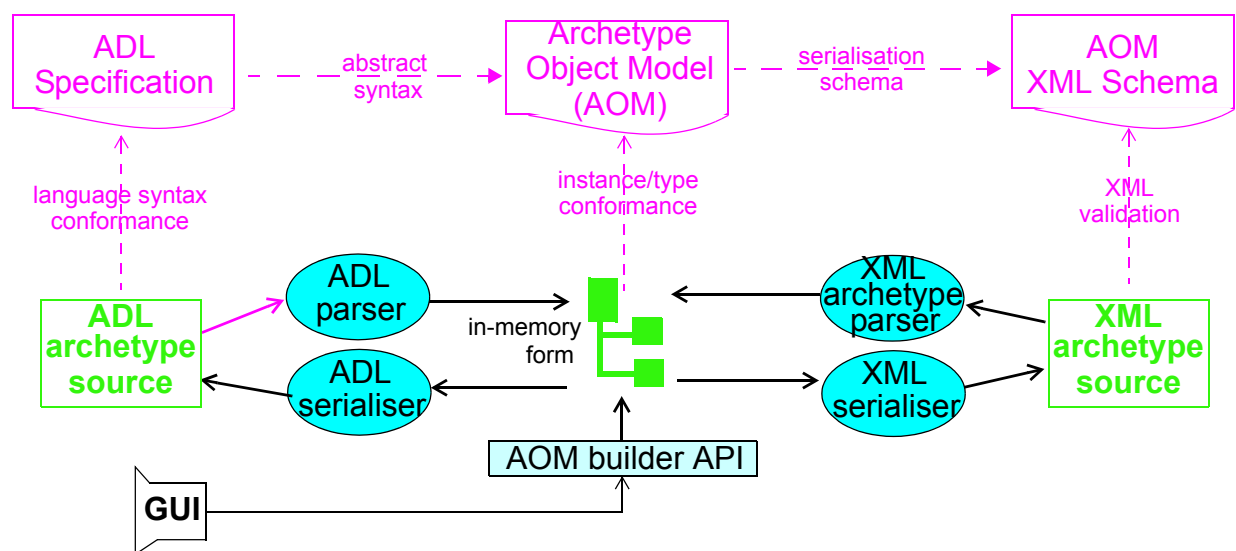 ADL
Specification
abstract
syntax
Archetype
Object Model
(AOM)
serialisation
schema
AOM
XML Schema
language syntax
conformance
instance/type
conformance
XML
validation
ADL
archetype
source
ADL
parser
in-memory
form
XML
archetype
parser
XML
archetype
source
ADL
serialiser
XML
serialiser
AOM builder API
GUI